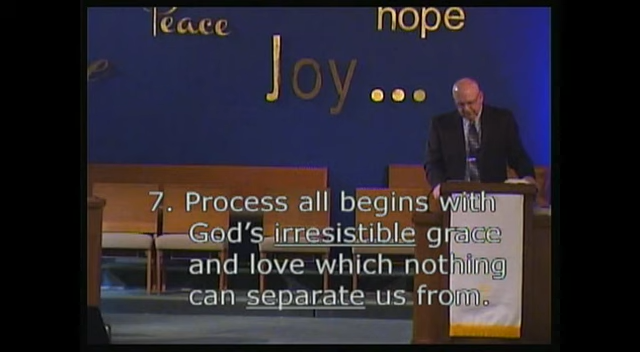 Peace
hope
Joy...
7. Process all begins with
God's irresistible grace
and love which nothing
can separate us from.